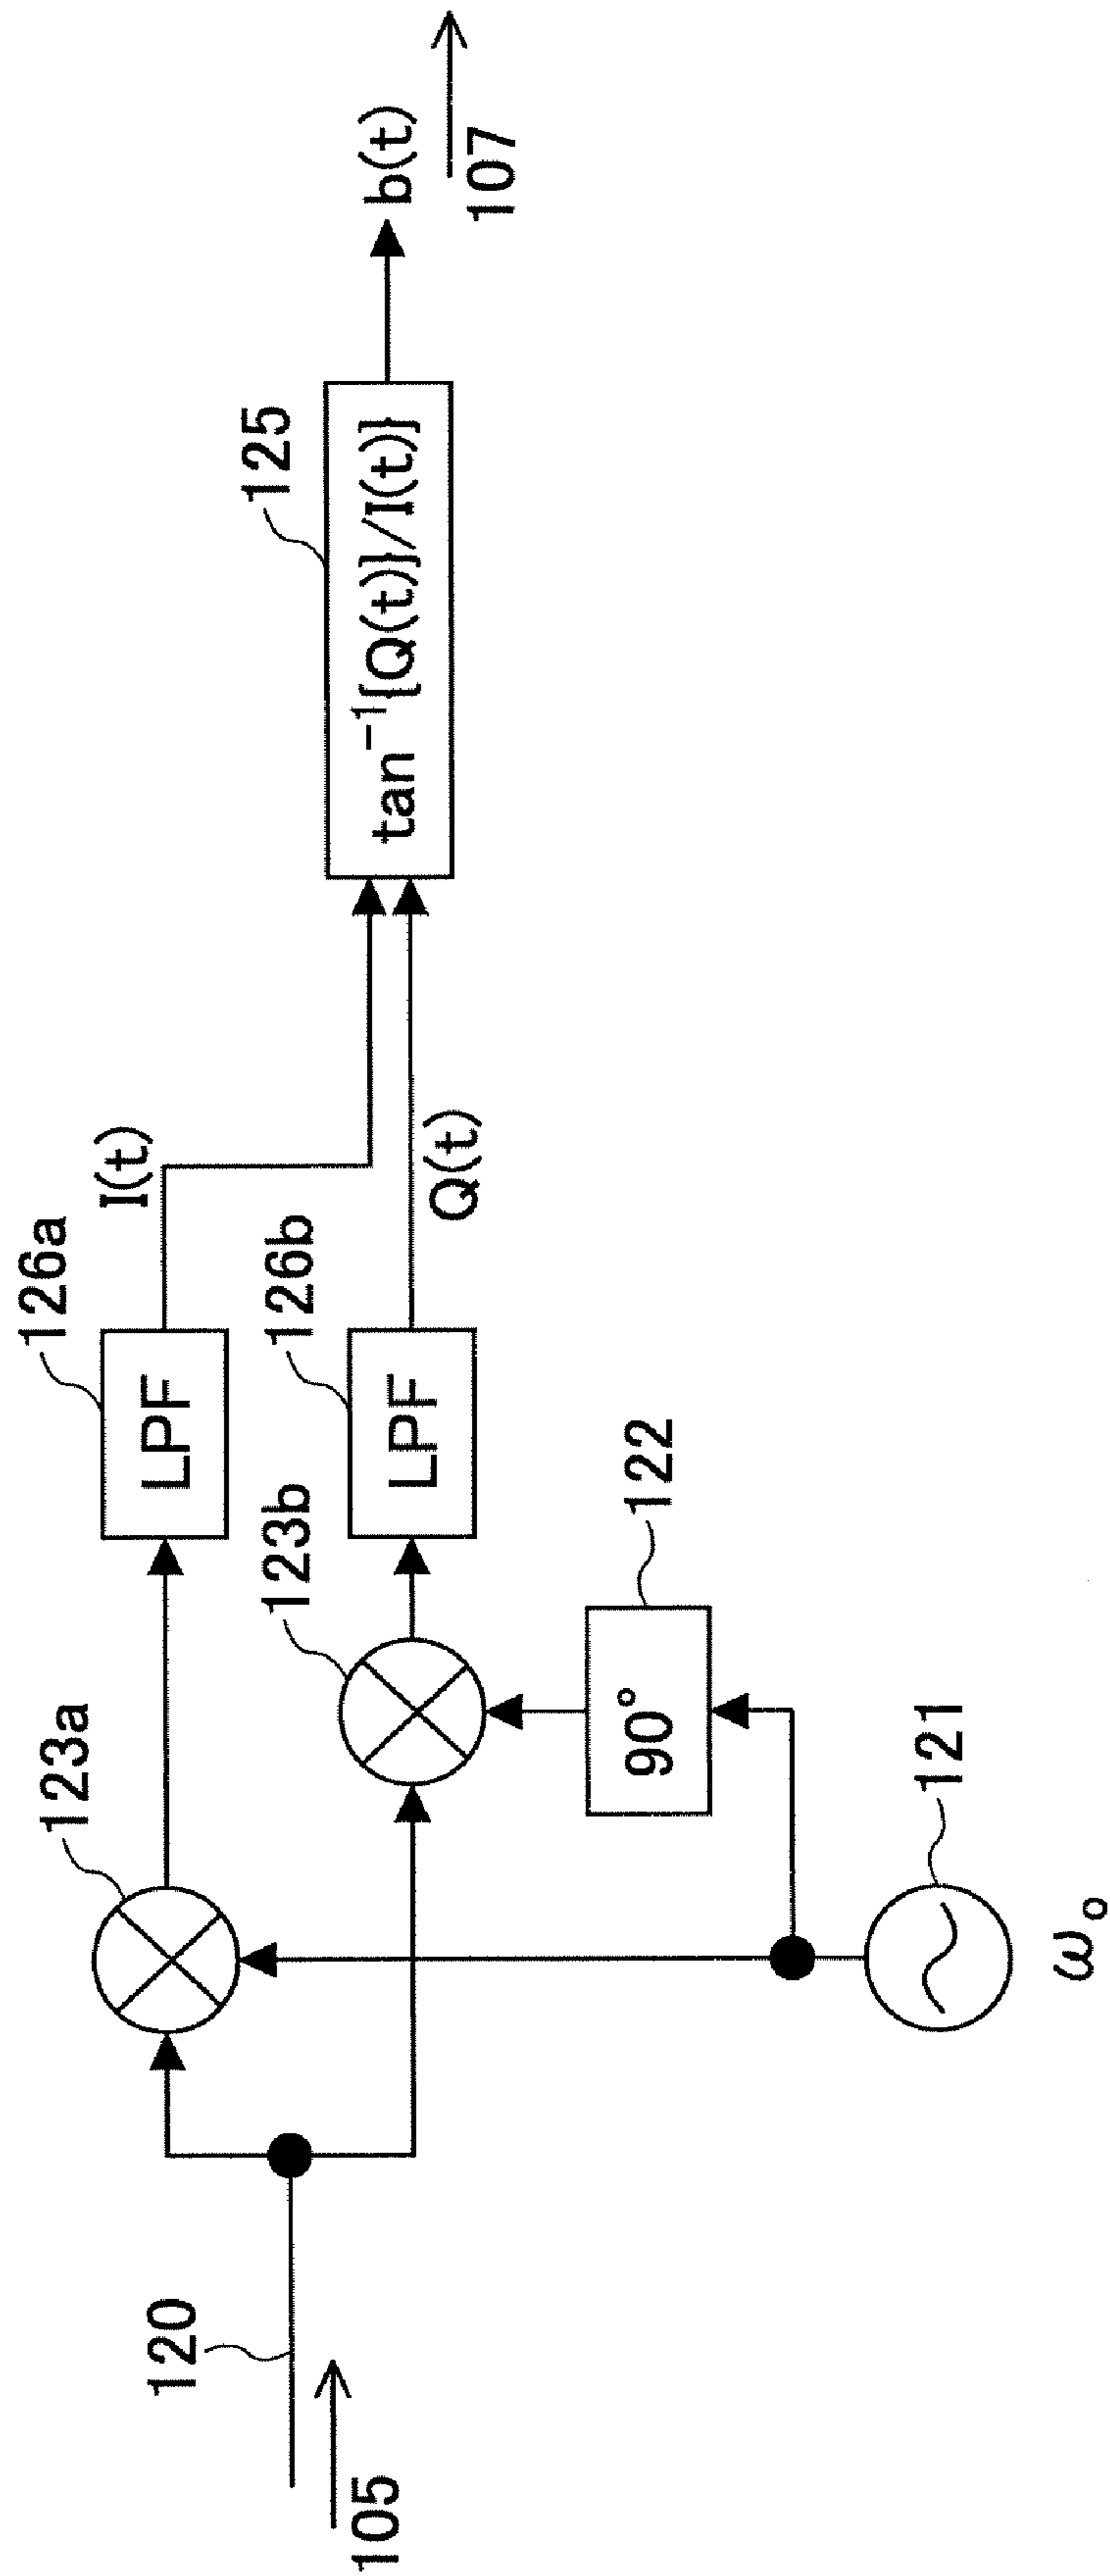 105
120
123a
126a
LPF
I(t)
123b
126b
LPF
Q(t)
90°
122
121
ω₀
125
tan⁻¹{Q(t)}/I(t)}
b(t)
107